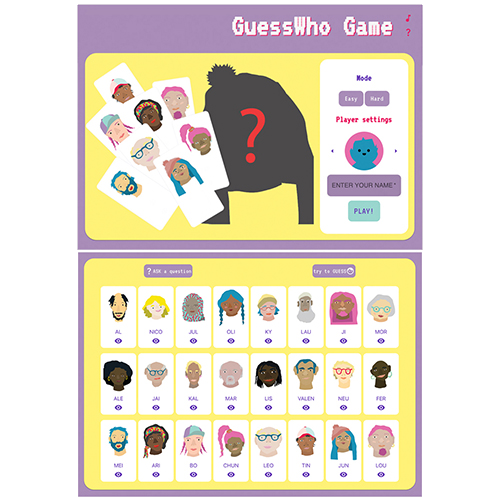 GuessWho Game
?
?
Mode
Easy Hard
Player settings
ENTER YOUR NAME*
PLAY!
? ASK a question
try to GUESS
AL NICO JUL OLI KY LAU JI MOR
ALE JAI KAL MAR LIS VALEN NEU FER
MEI ARI BO CHUN LEO TIN JUN LOU